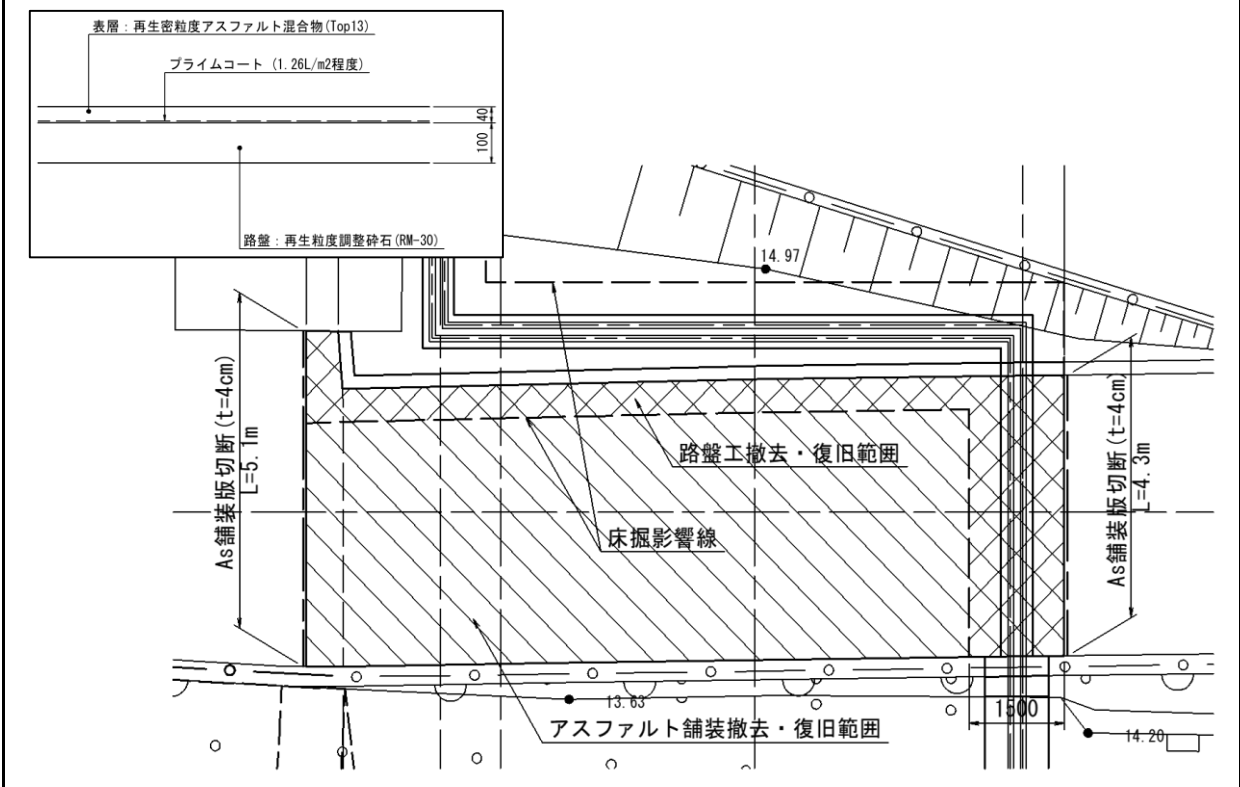 表層：再生密粒度アスファルト混合物(Top13)
プライムコート (1.26L/m2程度)
40
100
路盤：再生粒度調整砕石(RM-30)
14.97
As舗装版切断(t=4cm)
L=5.1m
路盤工撤去・復旧範囲
床掘影響線
As舗装版切断(t=4cm)
L=4.3m
13.63
1500
アスファルト舗装撤去・復旧範囲
14.20